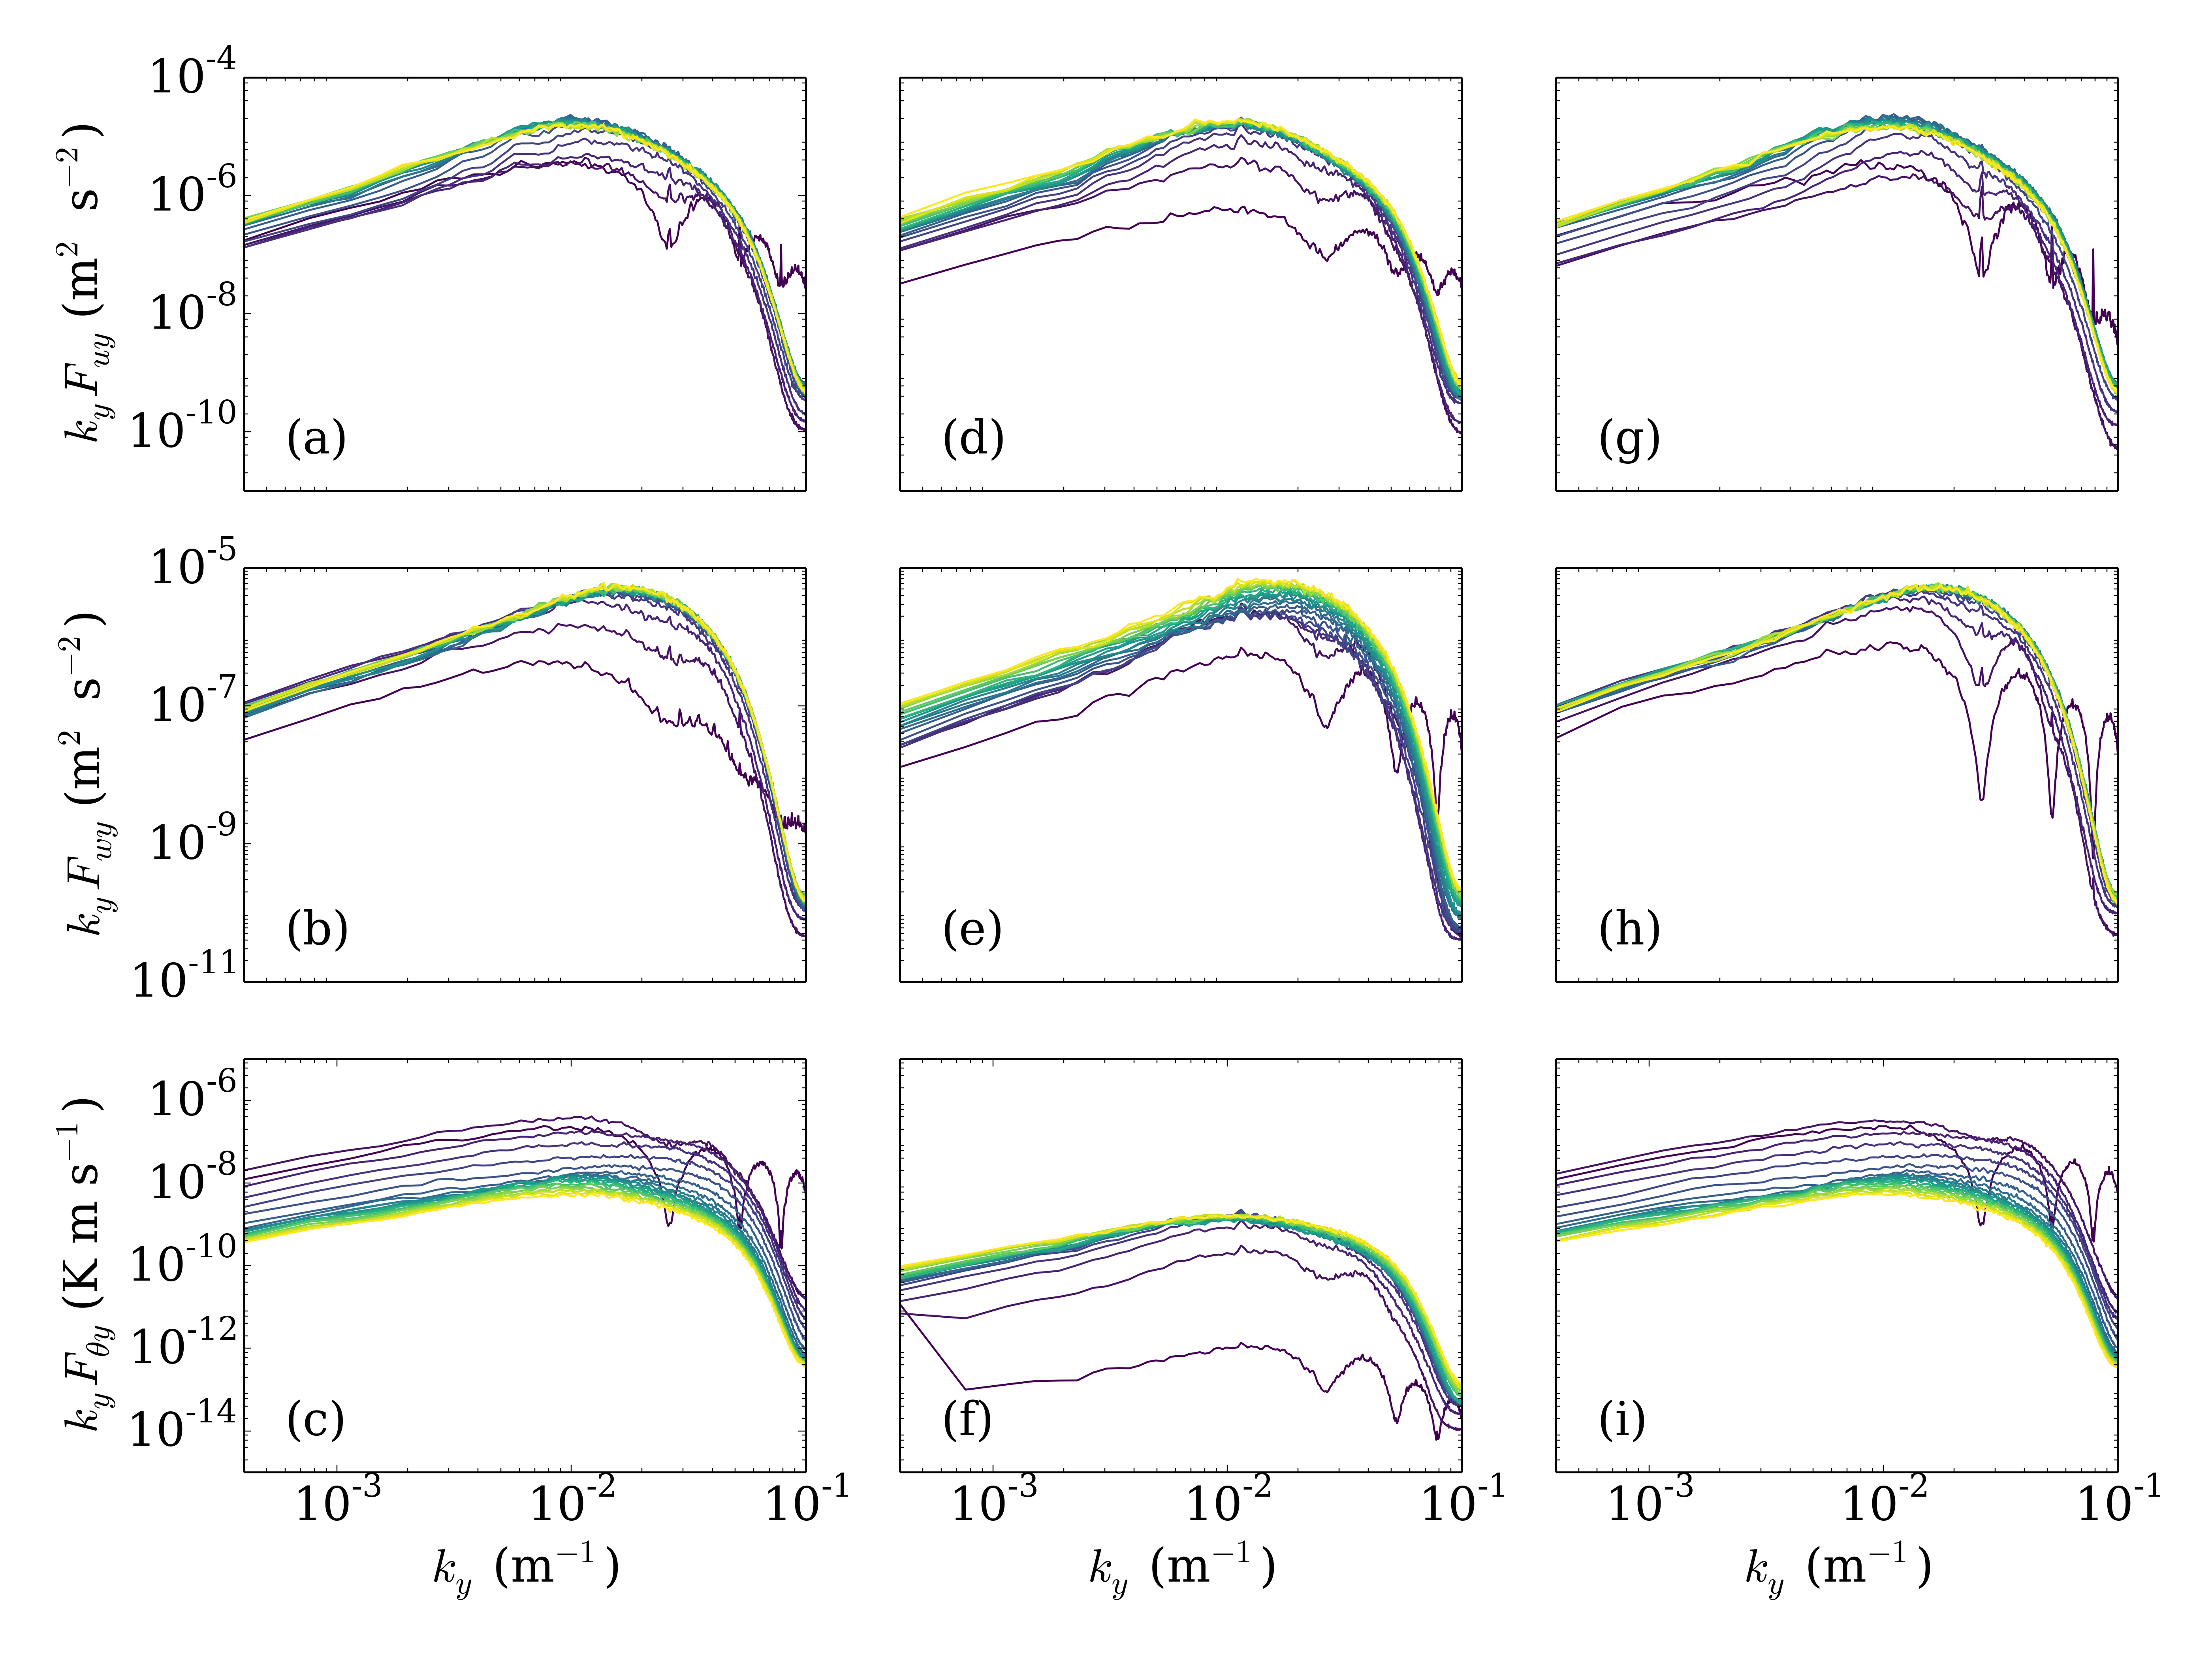 10^-4
10^-6
10^-8
10^-10
k_y F_uy (m^2 s^−2)
(a)
(d)
(g)
10^-5
10^-7
10^-9
10^-11
k_y F_wy (m^2 s^−2)
(b)
(e)
(h)
10^-6
10^-8
10^-10
10^-12
10^-14
k_y F_θy (K m s^−1)
(c)
(f)
(i)
10^-3 10^-2 10^-1
10^-3 10^-2 10^-1
10^-3 10^-2 10^-1
k_y (m^−1)
k_y (m^−1)
k_y (m^−1)